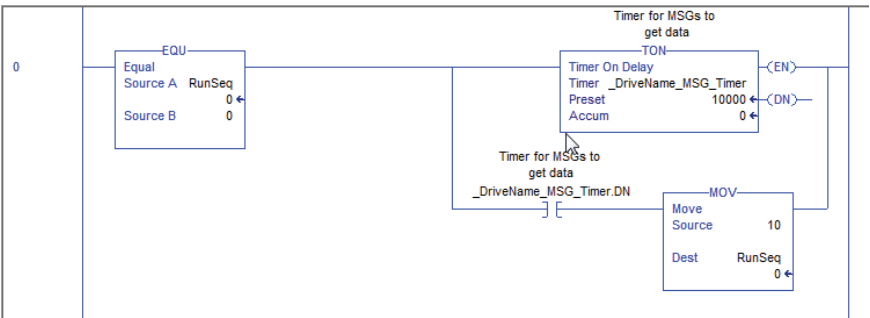 Timer for MSGs to
get data
0
EQU
Equal
Source A RunSeq
0
Source B 0
TON
Timer On Delay
Timer _DriveName_MSG_Timer
Preset 10000
Accum 0
EN
DN
Timer for MSGs to
get data
_DriveName_MSG_Timer.DN
MOV
Move
Source 10
Dest RunSeq
0